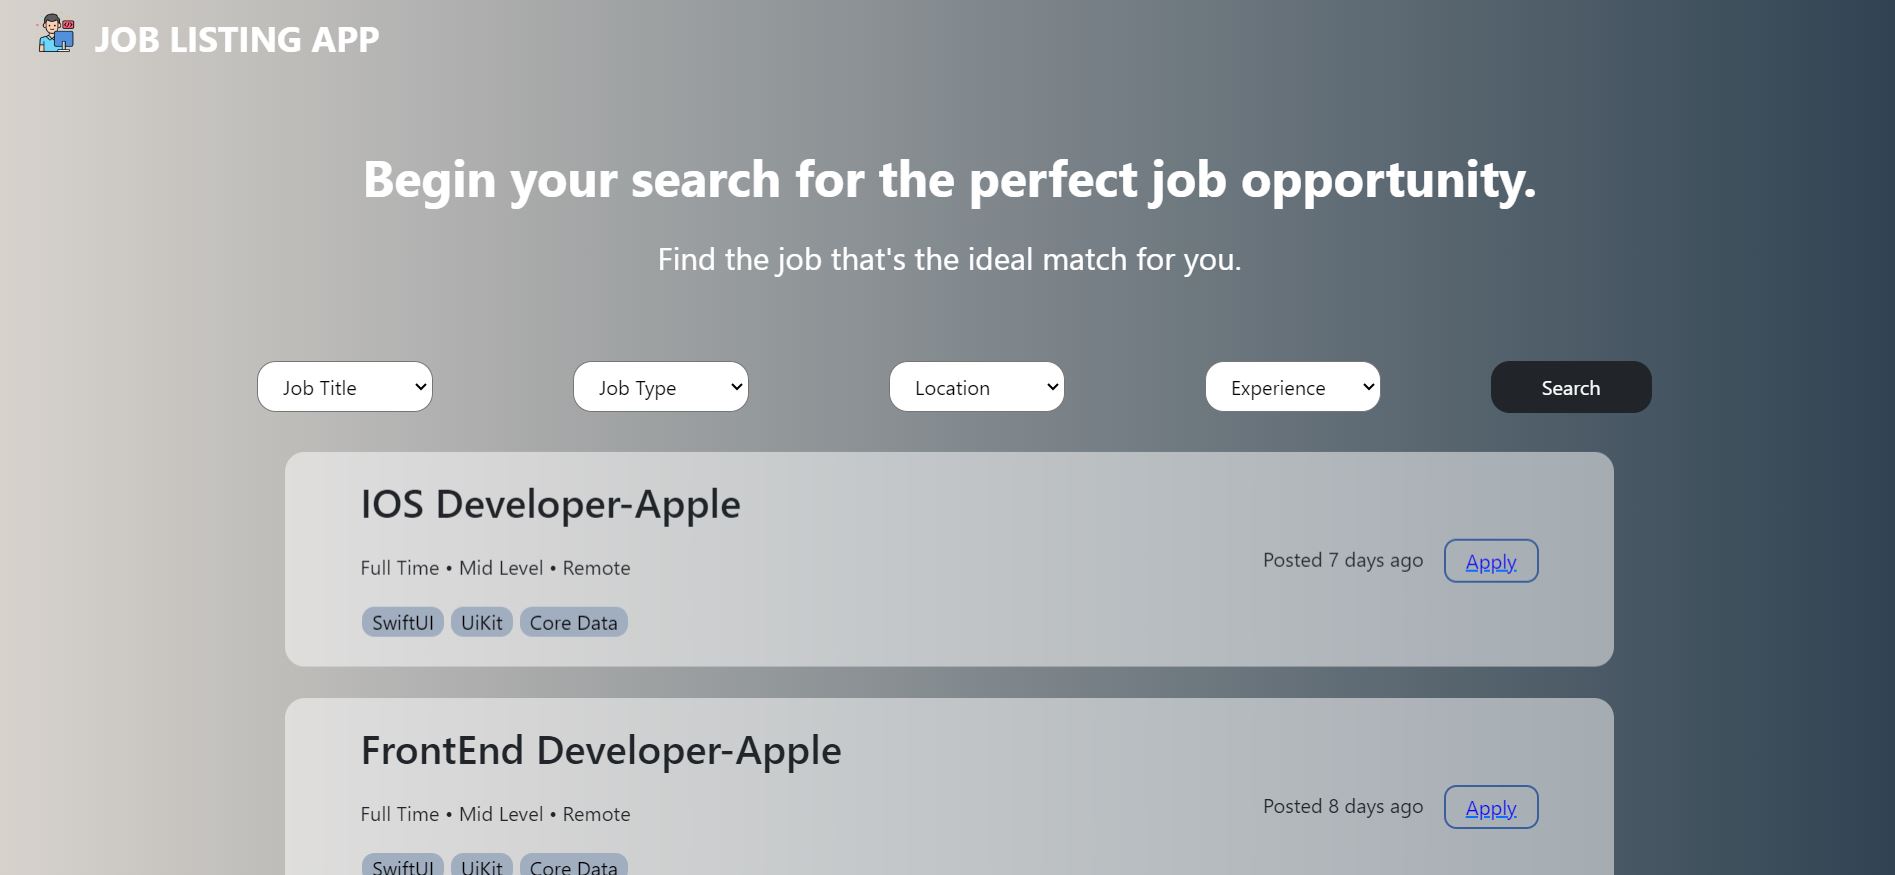 JOB LISTING APP
Begin your search for the perfect job opportunity.
Find the job that's the ideal match for you.
Job Title
Job Type
Location
Experience
Search
IOS Developer-Apple
Full Time • Mid Level • Remote
SwiftUI UiKit Core Data
Posted 7 days ago
Apply
FrontEnd Developer-Apple
Full Time • Mid Level • Remote
SwiftUI UiKit Core Data
Posted 8 days ago
Apply